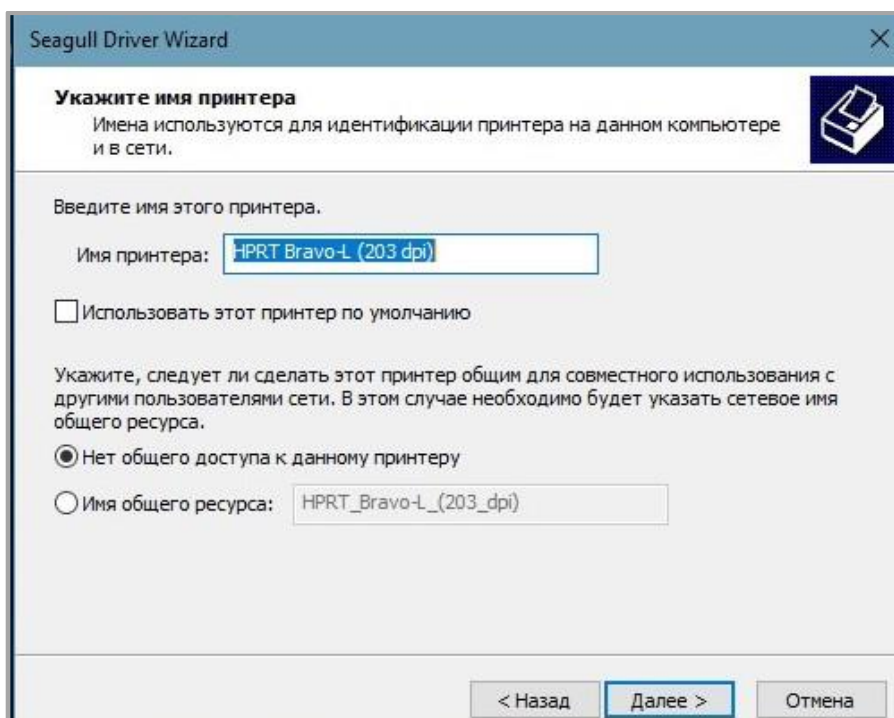 Seagull Driver Wizard
Укажите имя принтера
Имена используются для идентификации принтера на данном компьютере
и в сети.
Введите имя этого принтера.
Имя принтера: HPRT Bravo-L (203 dpi)
Использовать этот принтер по умолчанию
Укажите, следует ли сделать этот принтер общим для совместного использования с
другими пользователями сети. В этом случае необходимо будет указать сетевое имя
общего ресурса.
Нет общего доступа к данному принтеру
Имя общего ресурса: HPRT_Bravo-L_(203_dpi)
< Назад Далее > Отмена